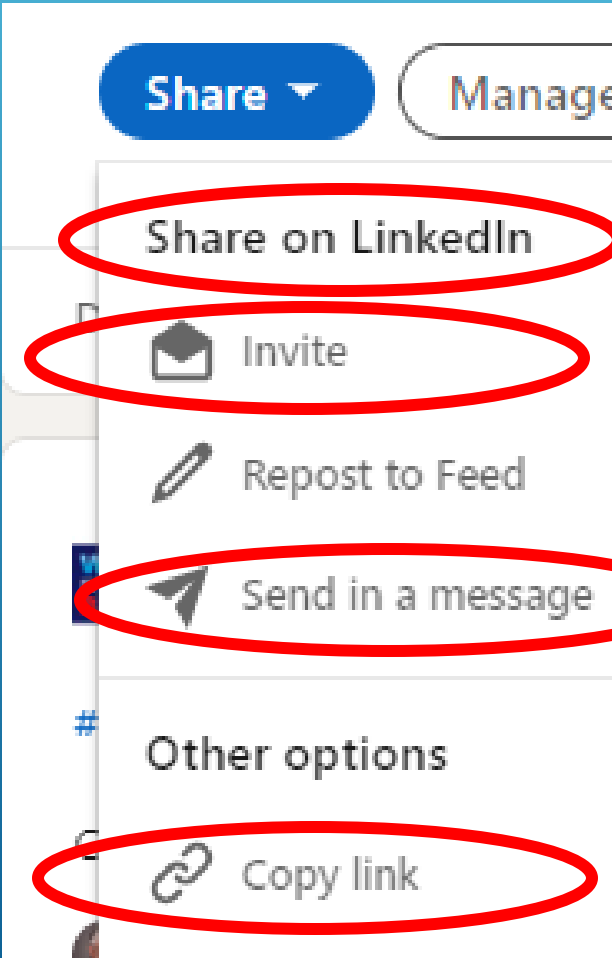 Share
Manage
Share on LinkedIn
Invite
Repost to Feed
Send in a message
#
Other options
Copy link